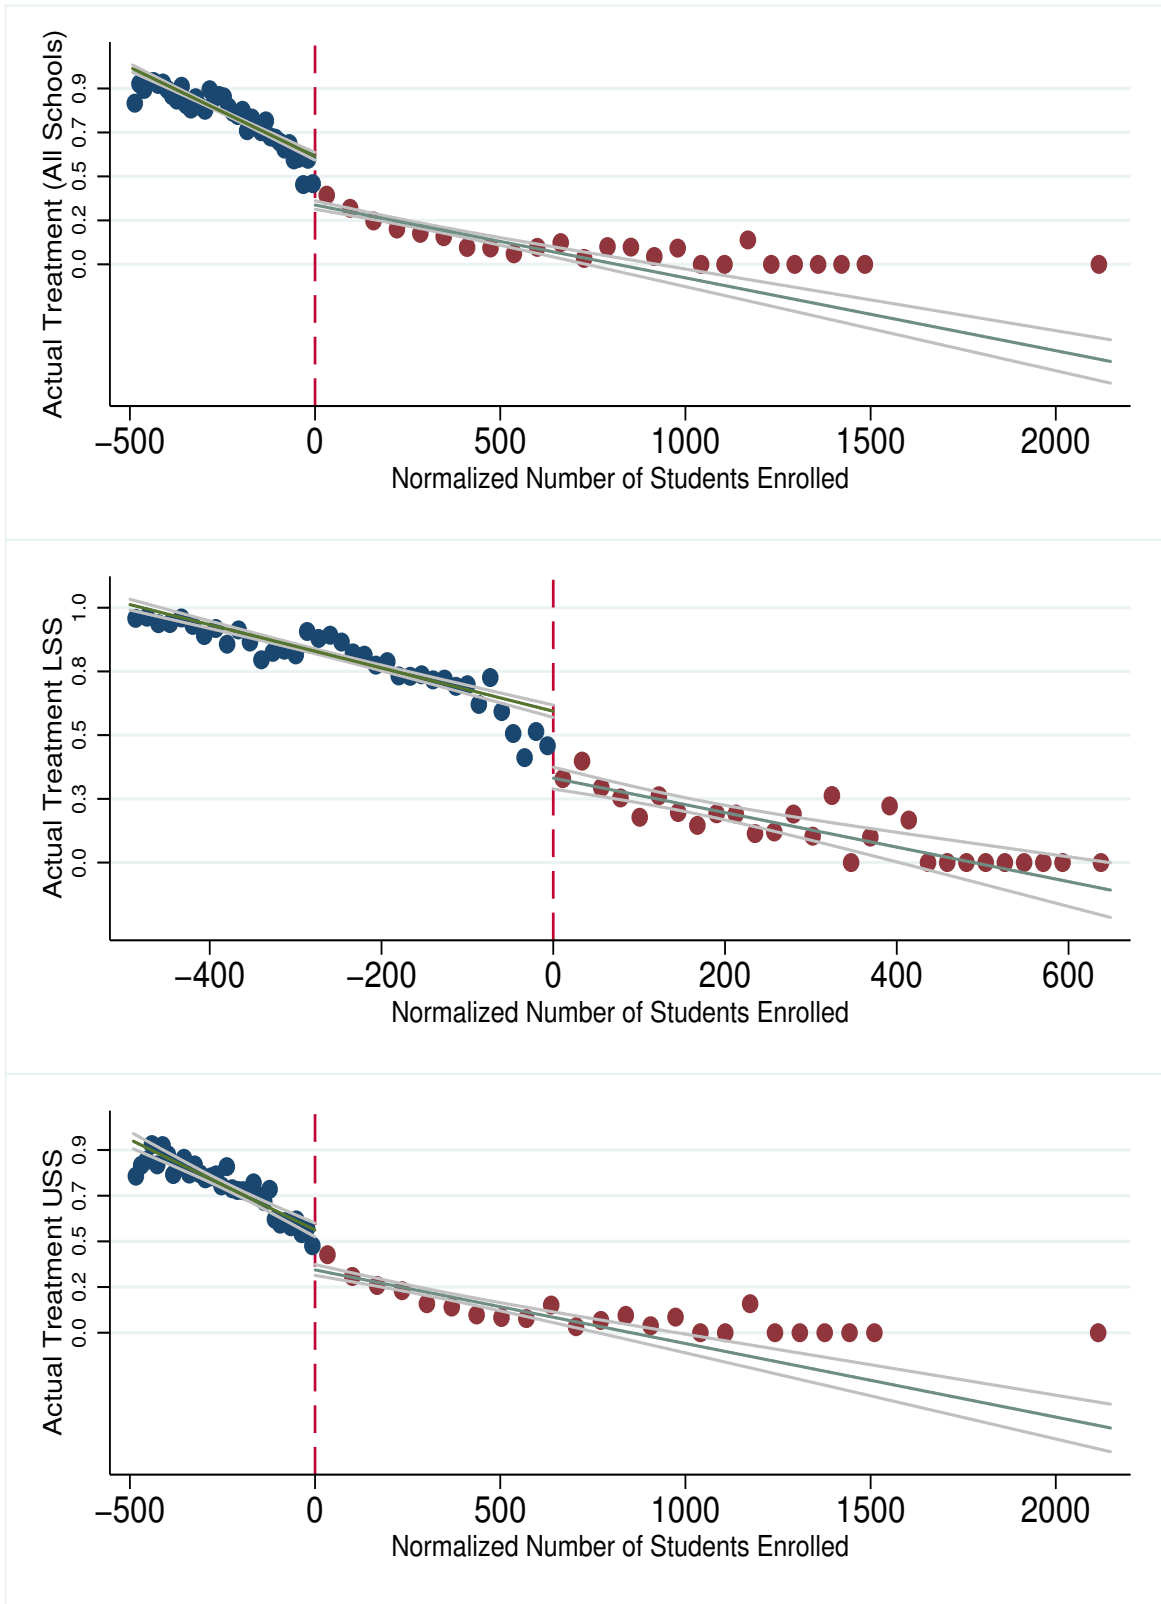 Actual Treatment (All Schools)
0.9
0.7
0.5
0.2
0.0
−500 0 500 1000 1500 2000
Normalized Number of Students Enrolled
Actual Treatment LSS
1.0
0.8
0.5
0.3
0.0
−400 −200 0 200 400 600
Normalized Number of Students Enrolled
Actual Treatment USS
0.9
0.7
0.5
0.2
0.0
−500 0 500 1000 1500 2000
Normalized Number of Students Enrolled